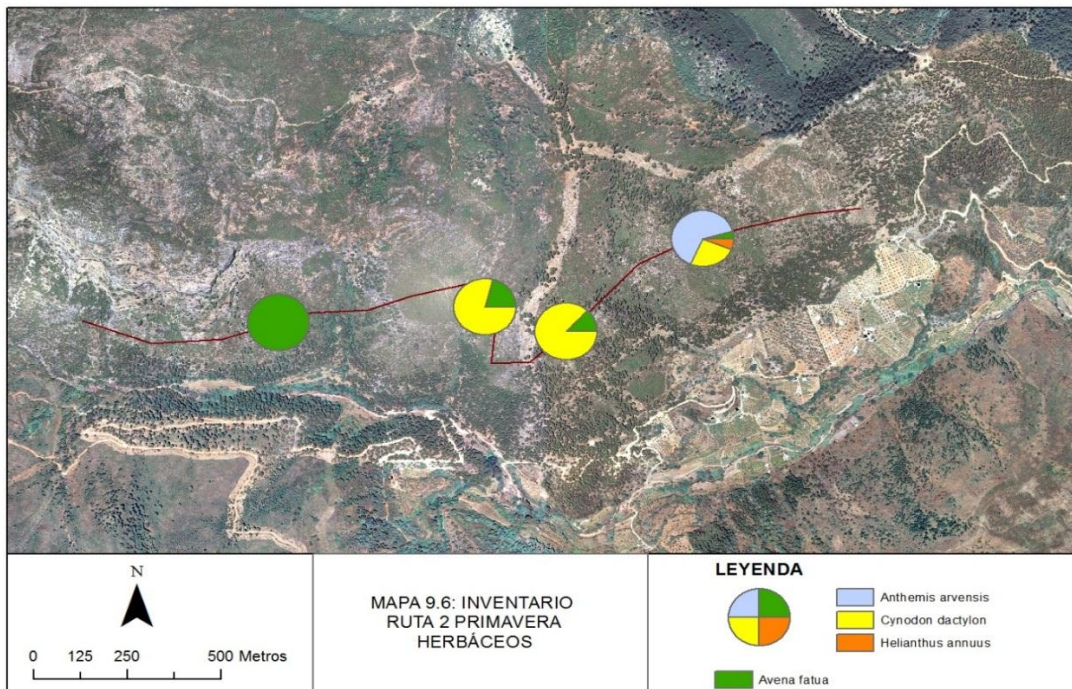 N
0 125 250 500 Metros
MAPA 9.6: INVENTARIO
RUTA 2 PRIMAVERA
HERBÁCEOS
LEYENDA
Anthemis arvensis
Cynodon dactylon
Helianthus annuus
Avena fatua